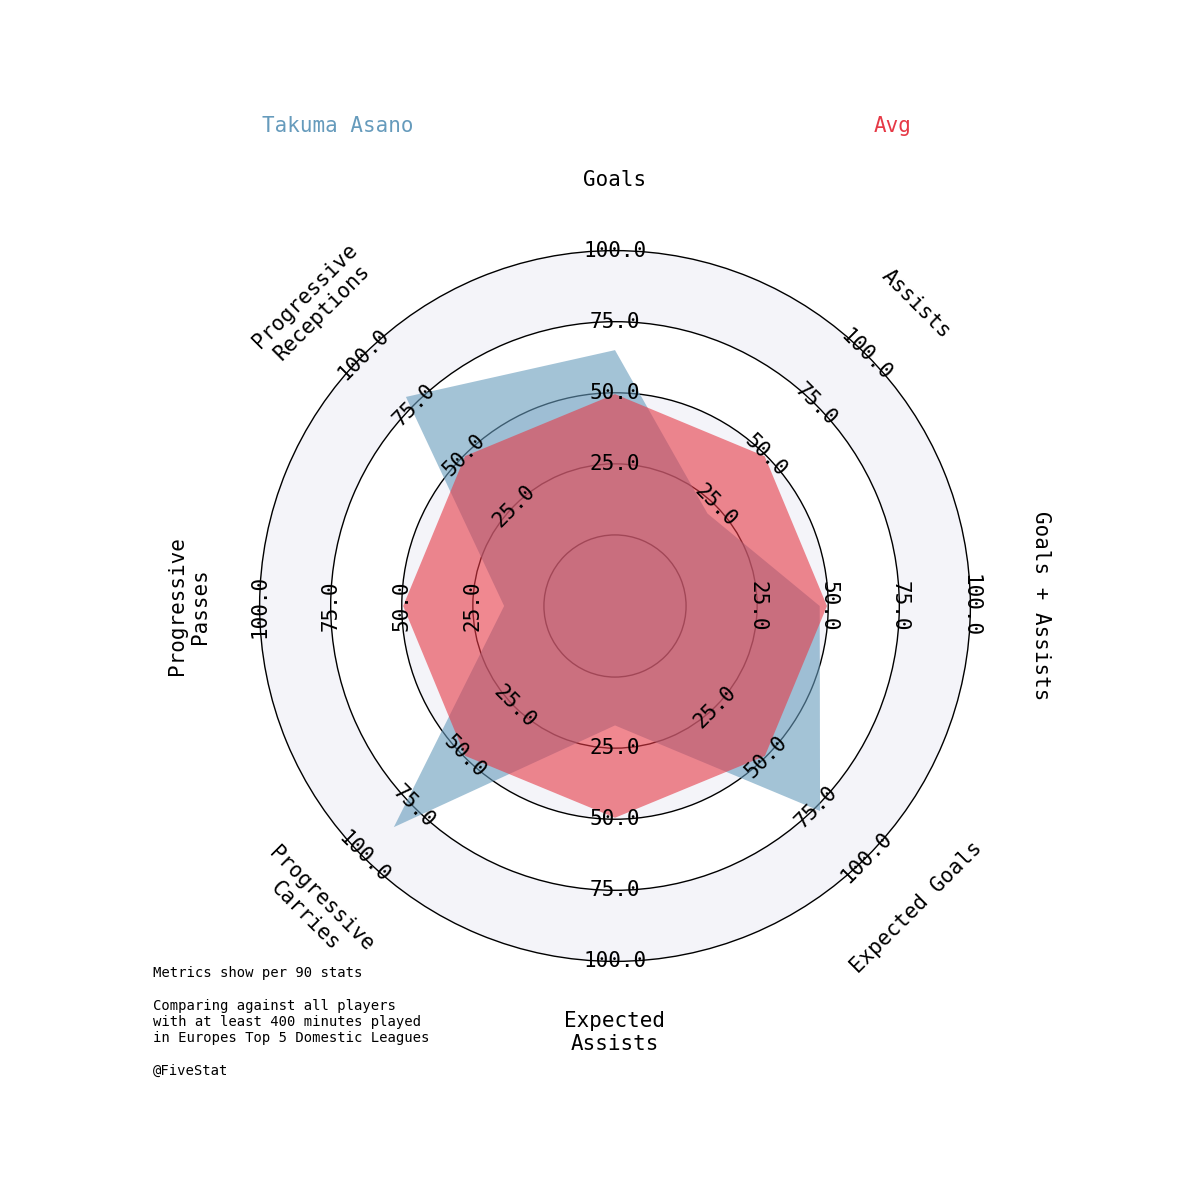 Takuma Asano
Avg
Goals
Assists
Goals + Assists
Expected Goals
Expected
Assists
Progressive
Carries
Progressive
Passes
Progressive
Receptions
25.0
50.0
75.0
100.0
25.0
50.0
75.0
100.0
25.0
50.0
75.0
100.0
25.0
50.0
75.0
100.0
25.0
50.0
75.0
100.0
25.0
50.0
75.0
100.0
25.0
50.0
75.0
100.0
25.0
50.0
75.0
100.0
Metrics show per 90 stats
Comparing against all players
with at least 400 minutes played
in Europes Top 5 Domestic Leagues
@FiveStat